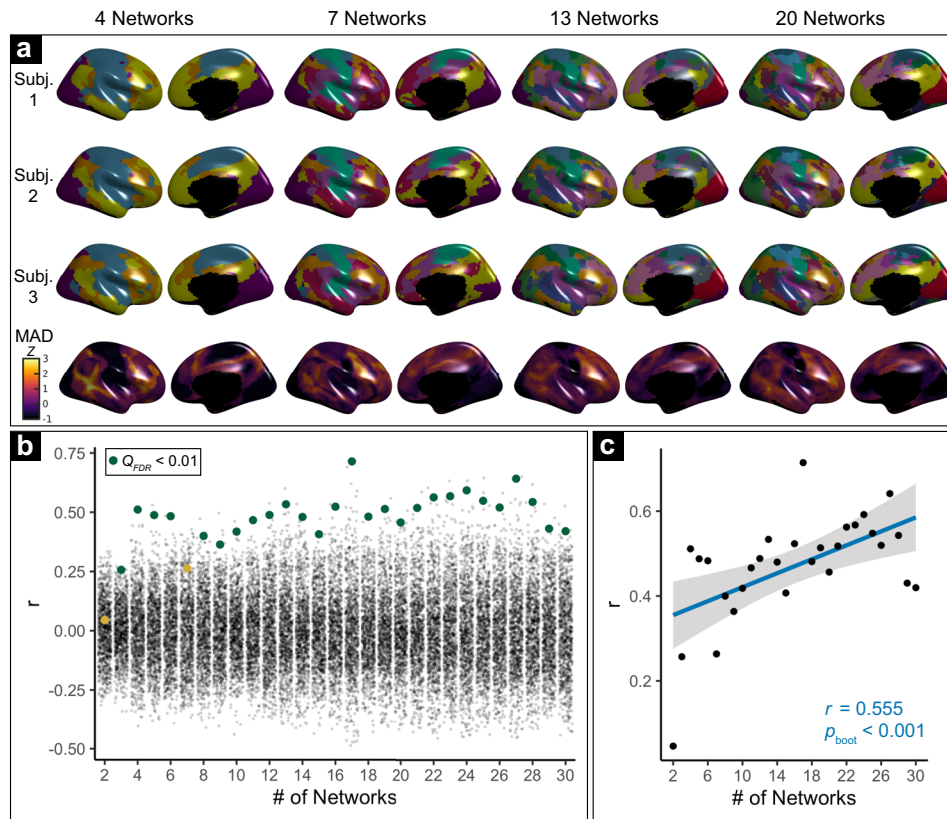 4 Networks 7 Networks 13 Networks 20 Networks
a
Subj.
1
Subj.
2
Subj.
3
MAD
Z
3
2
1
0
-1
b
Q_FDR < 0.01
0.75
0.50
0.25
0.00
-0.25
-0.50
r
2 4 6 8 10 12 14 16 18 20 22 24 26 28 30
# of Networks
c
0.6
0.4
0.2
r
r = 0.555
p_boot < 0.001
2 6 10 14 18 22 26 30
# of Networks